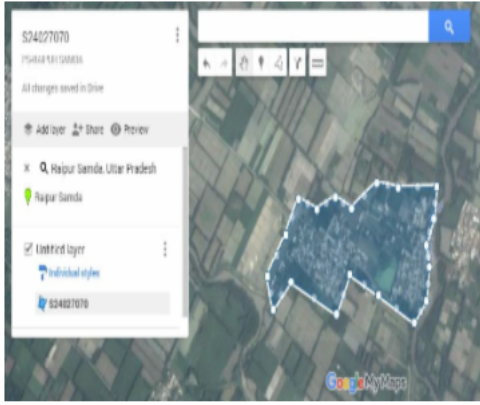 S24027070
All changes saved in Drive
Add layer Share Preview
Raipur Samda, Uttar Pradesh
Raipur Samda
Untitled layer
Individual styles
S24027070
Google My Maps